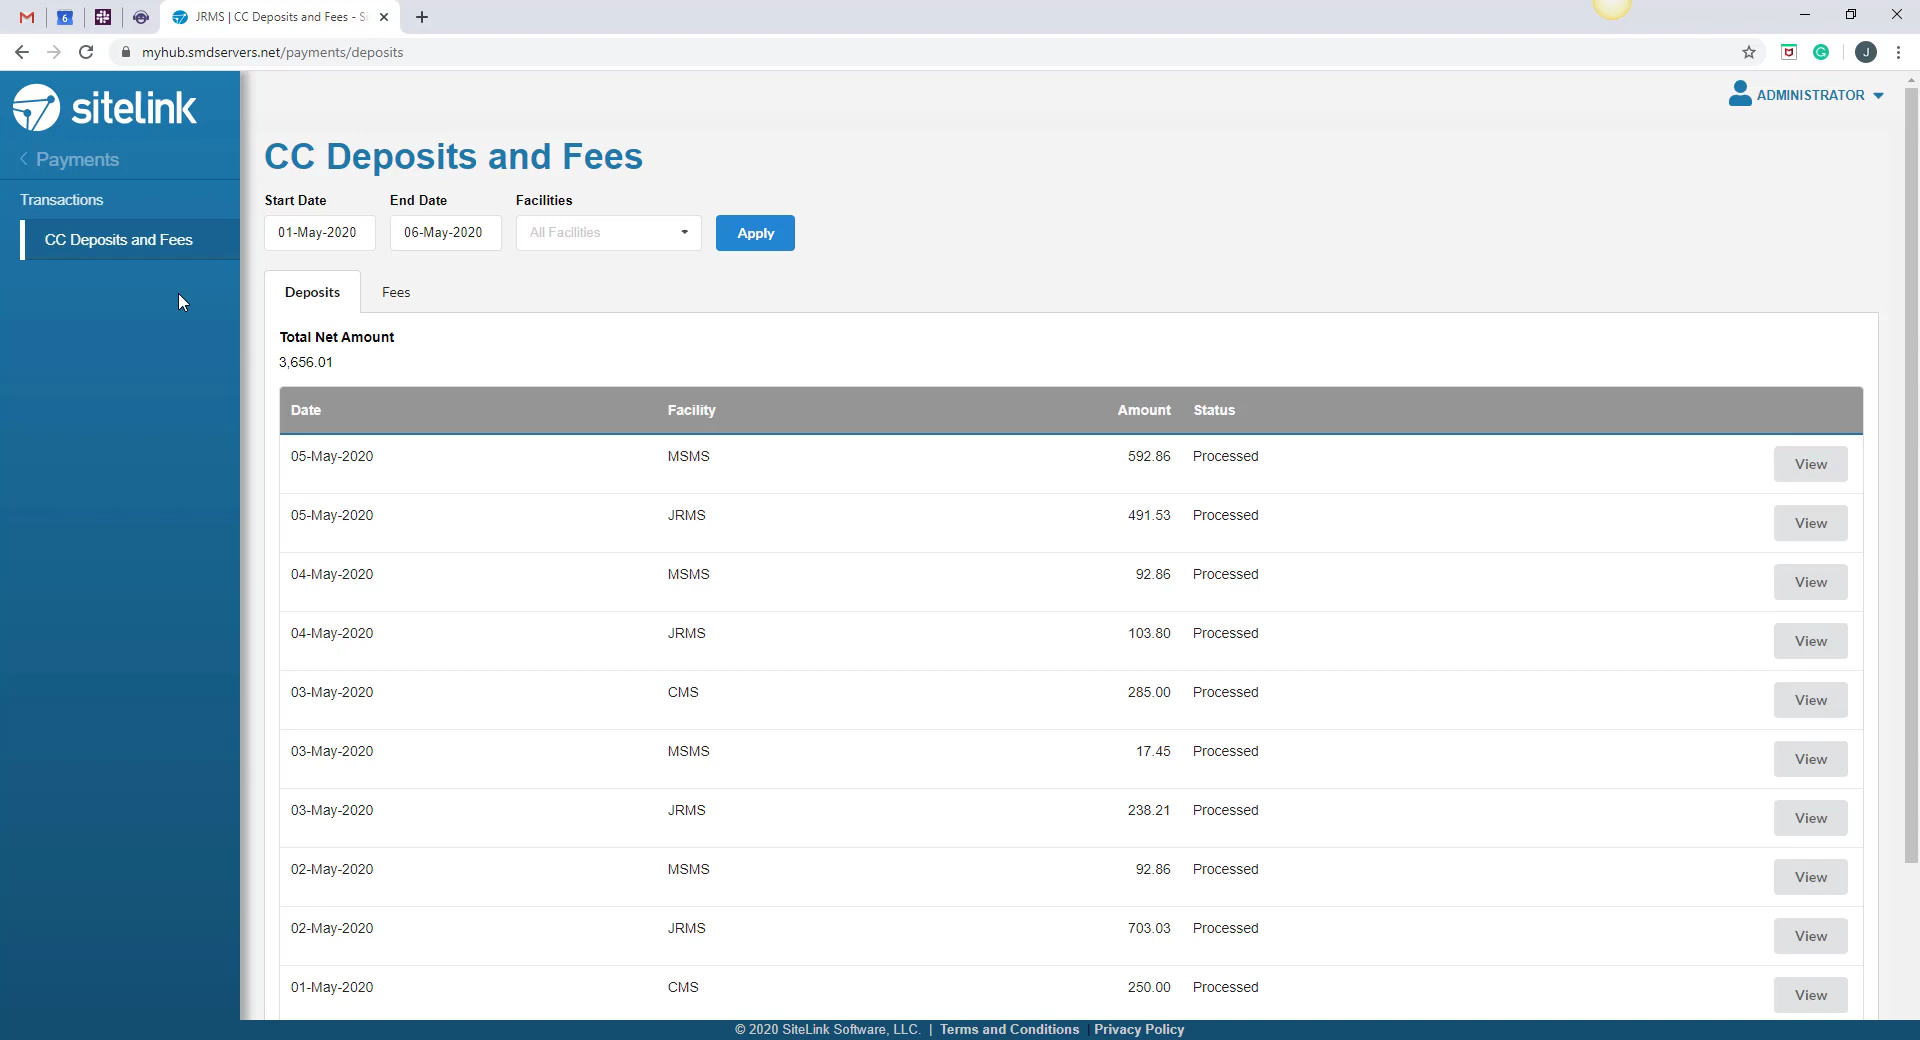 JRMS | CC Deposits and Fees - Si
myhub.smdservers.net/payments/deposits
J
6
sitelink
ADMINISTRATOR
Payments
Transactions
CC Deposits and Fees
CC Deposits and Fees
Start Date End Date Facilities
01-May-2020 06-May-2020 All Facilities Apply
Deposits Fees
Total Net Amount
3,656.01
Date Facility Amount Status
05-May-2020 MSMS 592.86 Processed View
05-May-2020 JRMS 491.53 Processed View
04-May-2020 MSMS 92.86 Processed View
04-May-2020 JRMS 103.80 Processed View
03-May-2020 CMS 285.00 Processed View
03-May-2020 MSMS 17.45 Processed View
03-May-2020 JRMS 238.21 Processed View
02-May-2020 MSMS 92.86 Processed View
02-May-2020 JRMS 703.03 Processed View
01-May-2020 CMS 250.00 Processed View
© 2020 SiteLink Software, LLC. | Terms and Conditions | Privacy Policy